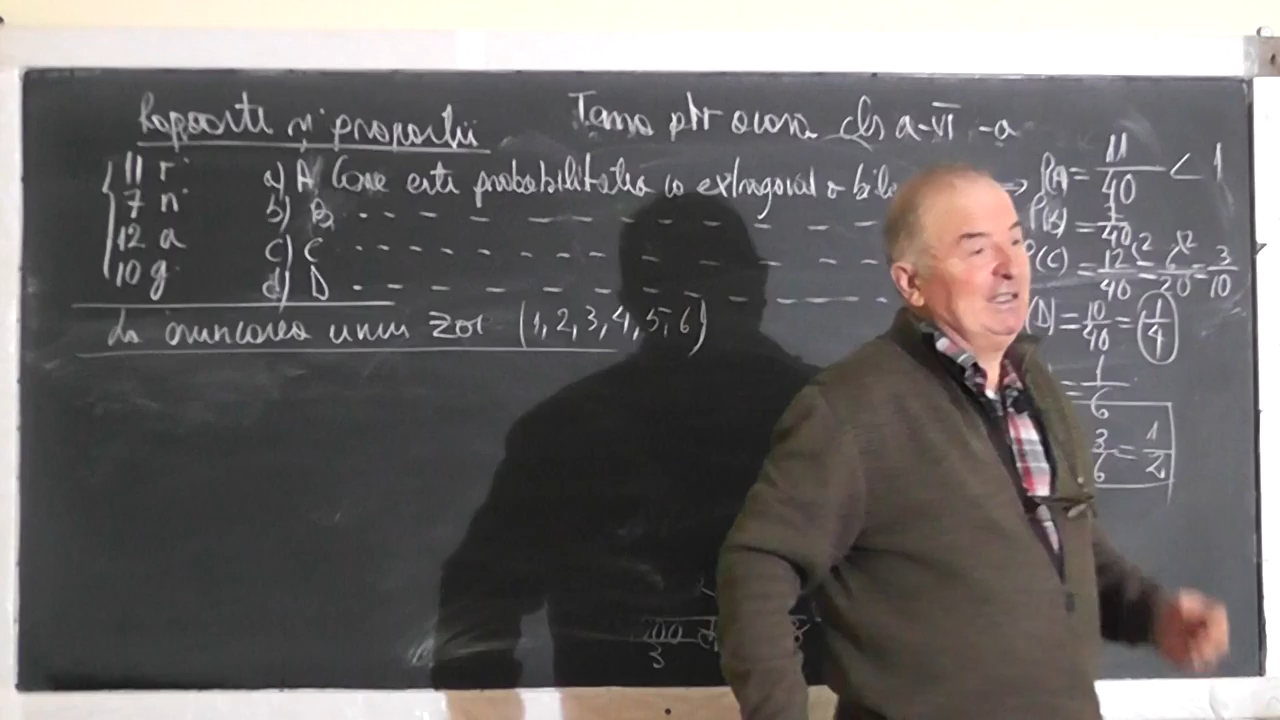 Rapoarte și proporții
Tema ptr acasă cls a-VI-a
11 r
7 n
12 a
10 g
a) A Care este probabilitatea ca extrăgând o bilă
b) B
c) C
d) D
=> P(A) = 11/40 < 1
P(B) = 7/40
P(C) = 12/40 = 6/20 = 3/10
(D) = 10/40 = 1/4
La aruncarea unui zar (1, 2, 3, 4, 5, 6)
= 1/6
3/6 = 1/2